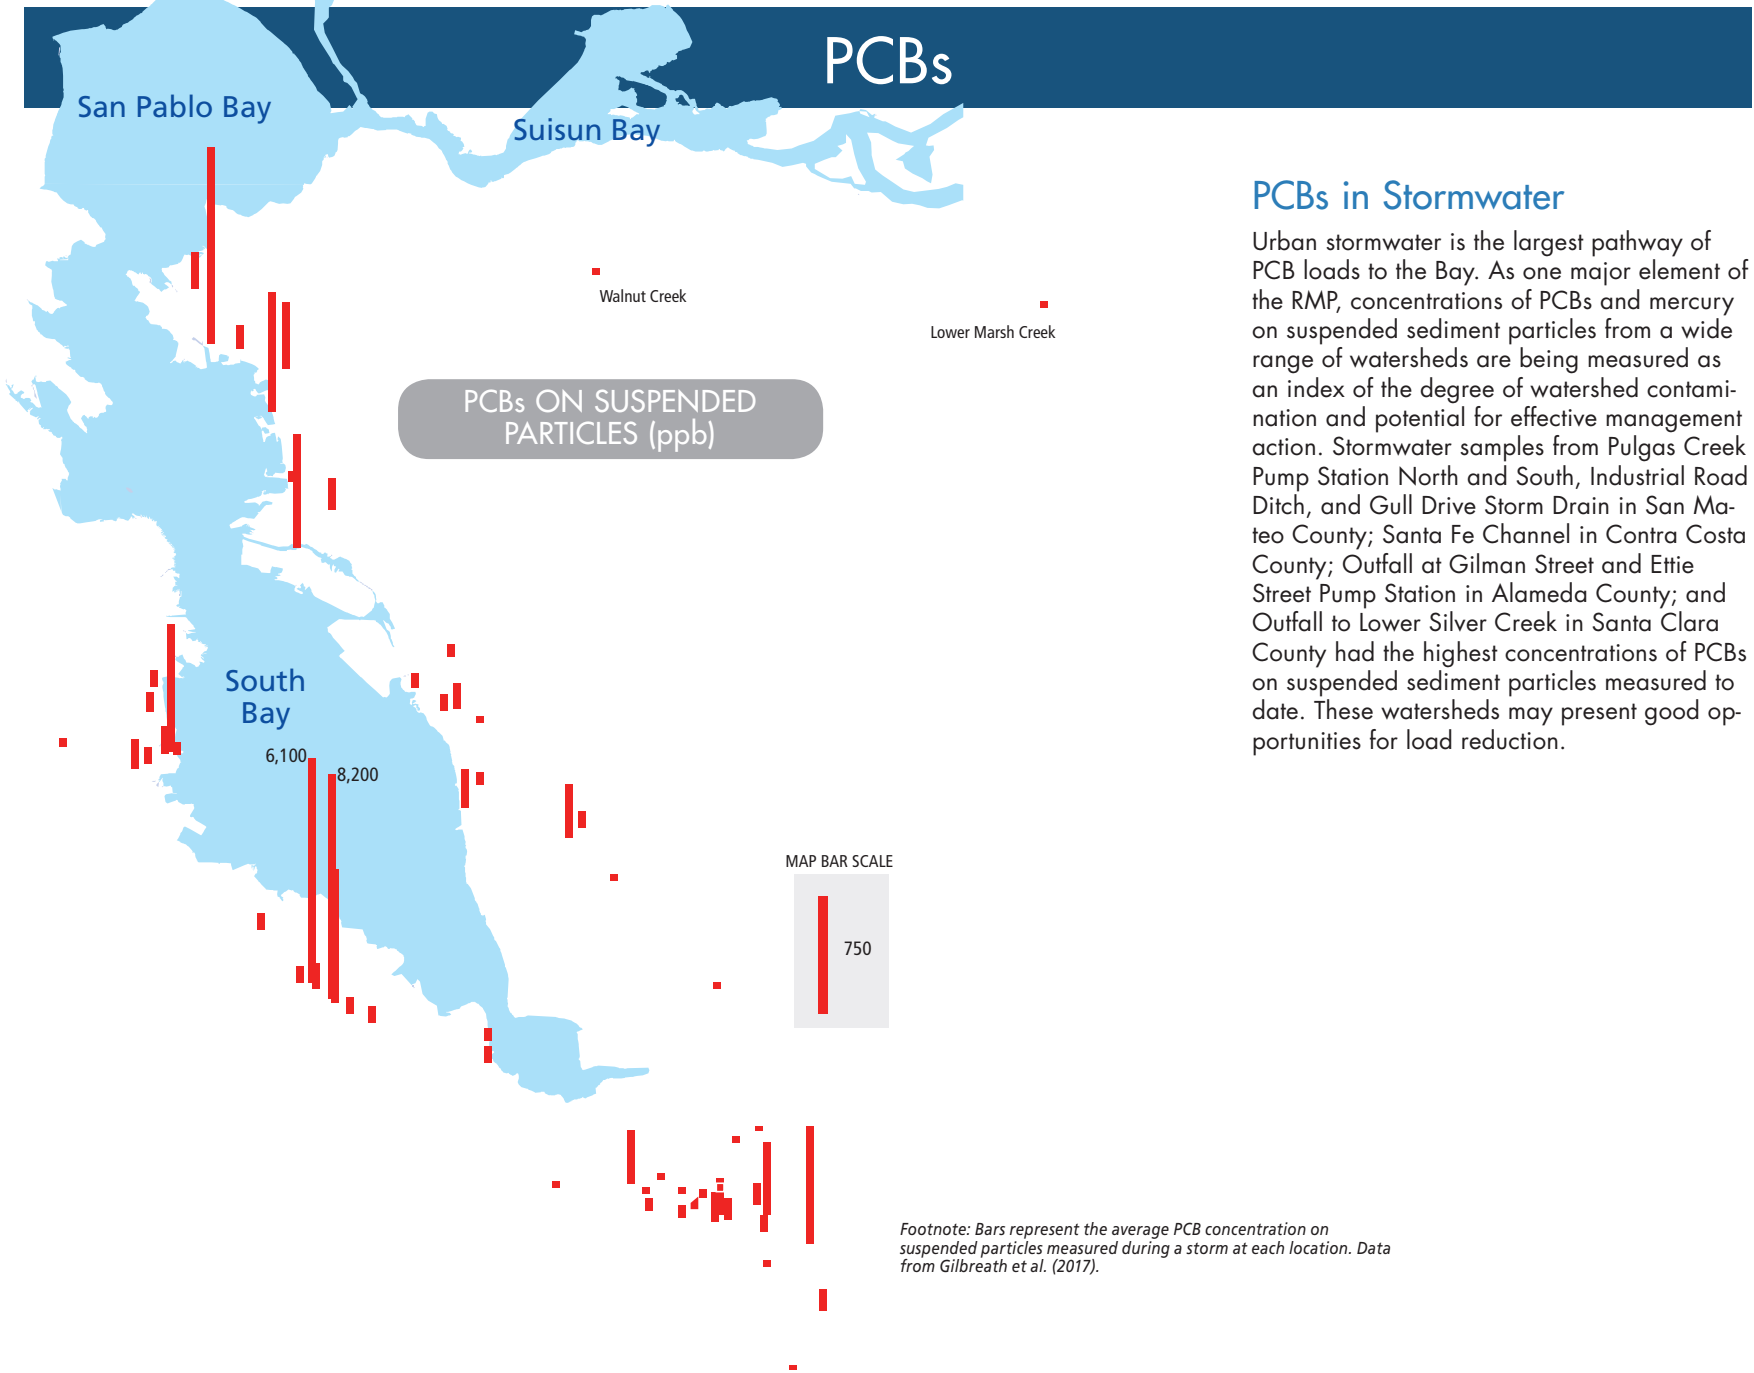 PCBs
San Pablo Bay
Suisun Bay
Walnut Creek
Lower Marsh Creek
PCBs ON SUSPENDED
PARTICLES (ppb)
South
Bay
6,100
8,200
MAP BAR SCALE
750
PCBs in Stormwater
Urban stormwater is the largest pathway of
PCB loads to the Bay. As one major element of
the RMP, concentrations of PCBs and mercury
on suspended sediment particles from a wide
range of watersheds are being measured as
an index of the degree of watershed contami-
nation and potential for effective management
action. Stormwater samples from Pulgas Creek
Pump Station North and South, Industrial Road
Ditch, and Gull Drive Storm Drain in San Ma-
teo County; Santa Fe Channel in Contra Costa
County; Outfall at Gilman Street and Ettie
Street Pump Station in Alameda County; and
Outfall to Lower Silver Creek in Santa Clara
County had the highest concentrations of PCBs
on suspended sediment particles measured to
date. These watersheds may present good op-
portunities for load reduction.
Footnote: Bars represent the average PCB concentration on
suspended particles measured during a storm at each location. Data
from Gilbreath et al. (2017).